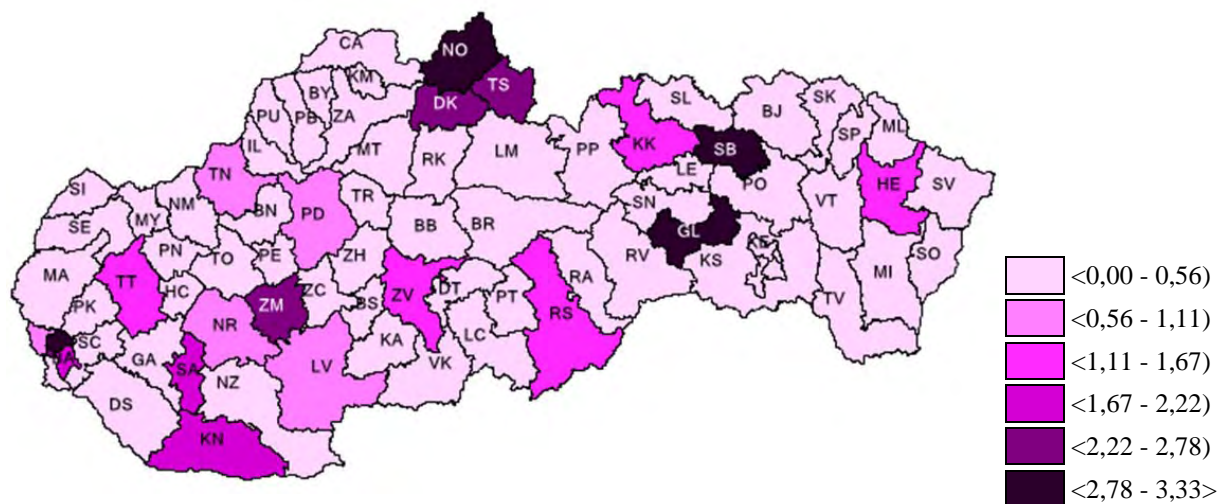 CA
NO
KM
TS
BY
DK
SL
SK
PU
PB
ZA
BJ
SP
ML
IL
MT
RK
LM
PP
KK
SB
LE
PO
HE
SV
TN
SI
NM
BN
PD
TR
SN
VT
SE
MY
BB
BR
GL
PN
TO
PE
ZH
RV
KS
KE
SO
MA
TT
HC
ZC
RA
MI
PK
ZM
BS
ZV
DT
PT
TV
NR
RS
SC
GA
SA
LV
KA
VK
LC
NZ
DS
KN
<0,00 - 0,56)
<0,56 - 1,11)
<1,11 - 1,67)
<1,67 - 2,22)
<2,22 - 2,78)
<2,78 - 3,33>